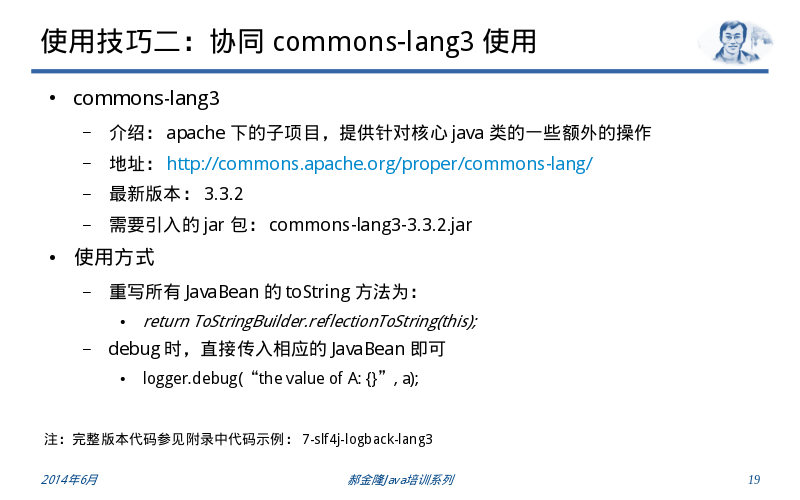 使用技巧二：协同 commons-lang3 使用
• commons-lang3
– 介绍： apache 下的子项目，提供针对核心 java 类的一些额外的操作
– 地址： http://commons.apache.org/proper/commons-lang/
– 最新版本： 3.3.2
– 需要引入的 jar 包： commons-lang3-3.3.2.jar
• 使用方式
– 重写所有 JavaBean 的 toString 方法为：
• return ToStringBuilder.reflectionToString(this);
– debug 时，直接传入相应的 JavaBean 即可
• logger.debug(“the value of A: {}”, a);
注：完整版本代码参见附录中代码示例： 7-slf4j-logback-lang3
2014年6月 郝金隆Java培训系列 19